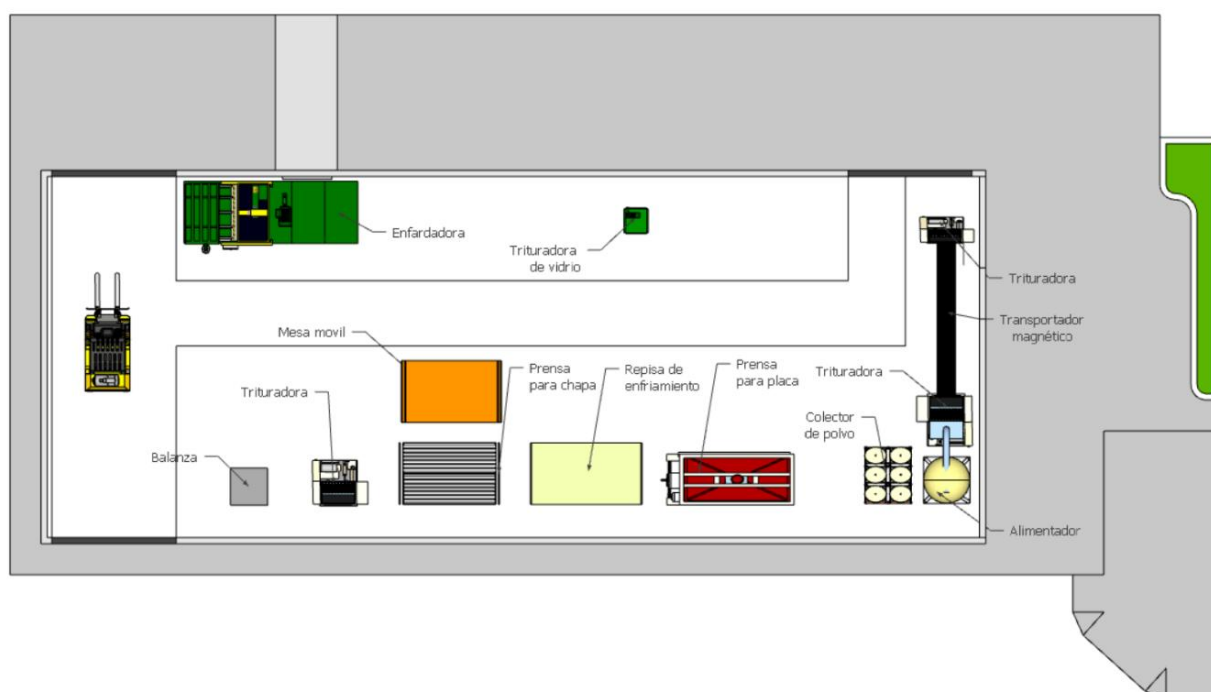 Enfardadora
Trituradora
de vidrio
Trituradora
Transportador
magnético
Mesa movil
Prensa
para chapa
Repisa de
enfriamiento
Prensa
para placa
Trituradora
Trituradora
Colector
de polvo
Balanza
Alimentador